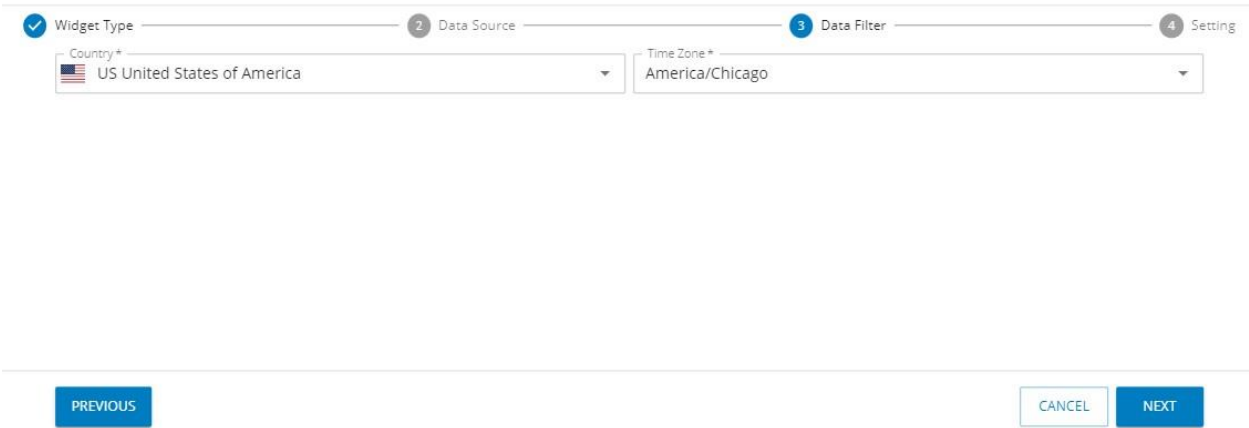 Widget Type 2 Data Source 3 Data Filter 4 Setting
Country *
US United States of America
Time Zone *
America/Chicago
PREVIOUS CANCEL NEXT